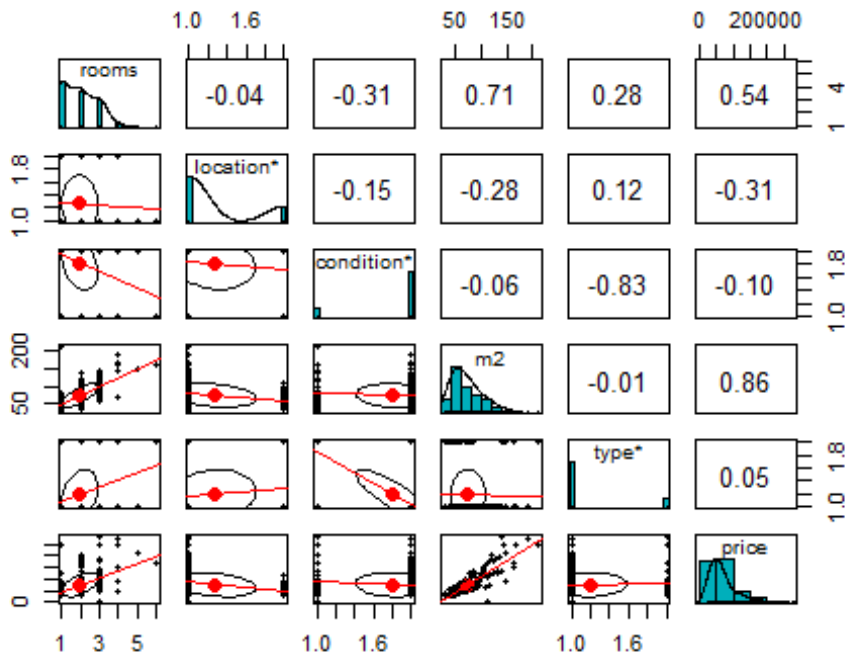 1.0 1.6 50 150 0 200000
rooms -0.04 -0.31 0.71 0.28 0.54 1 4
1.0 1.8 location* -0.15 -0.28 0.12 -0.31
condition* -0.06 -0.83 -0.10 1.0 1.8
50 200 m2 -0.01 0.86
type* 0.05 1.0 1.8
0 price
1 3 5 1.0 1.6 1.0 1.6